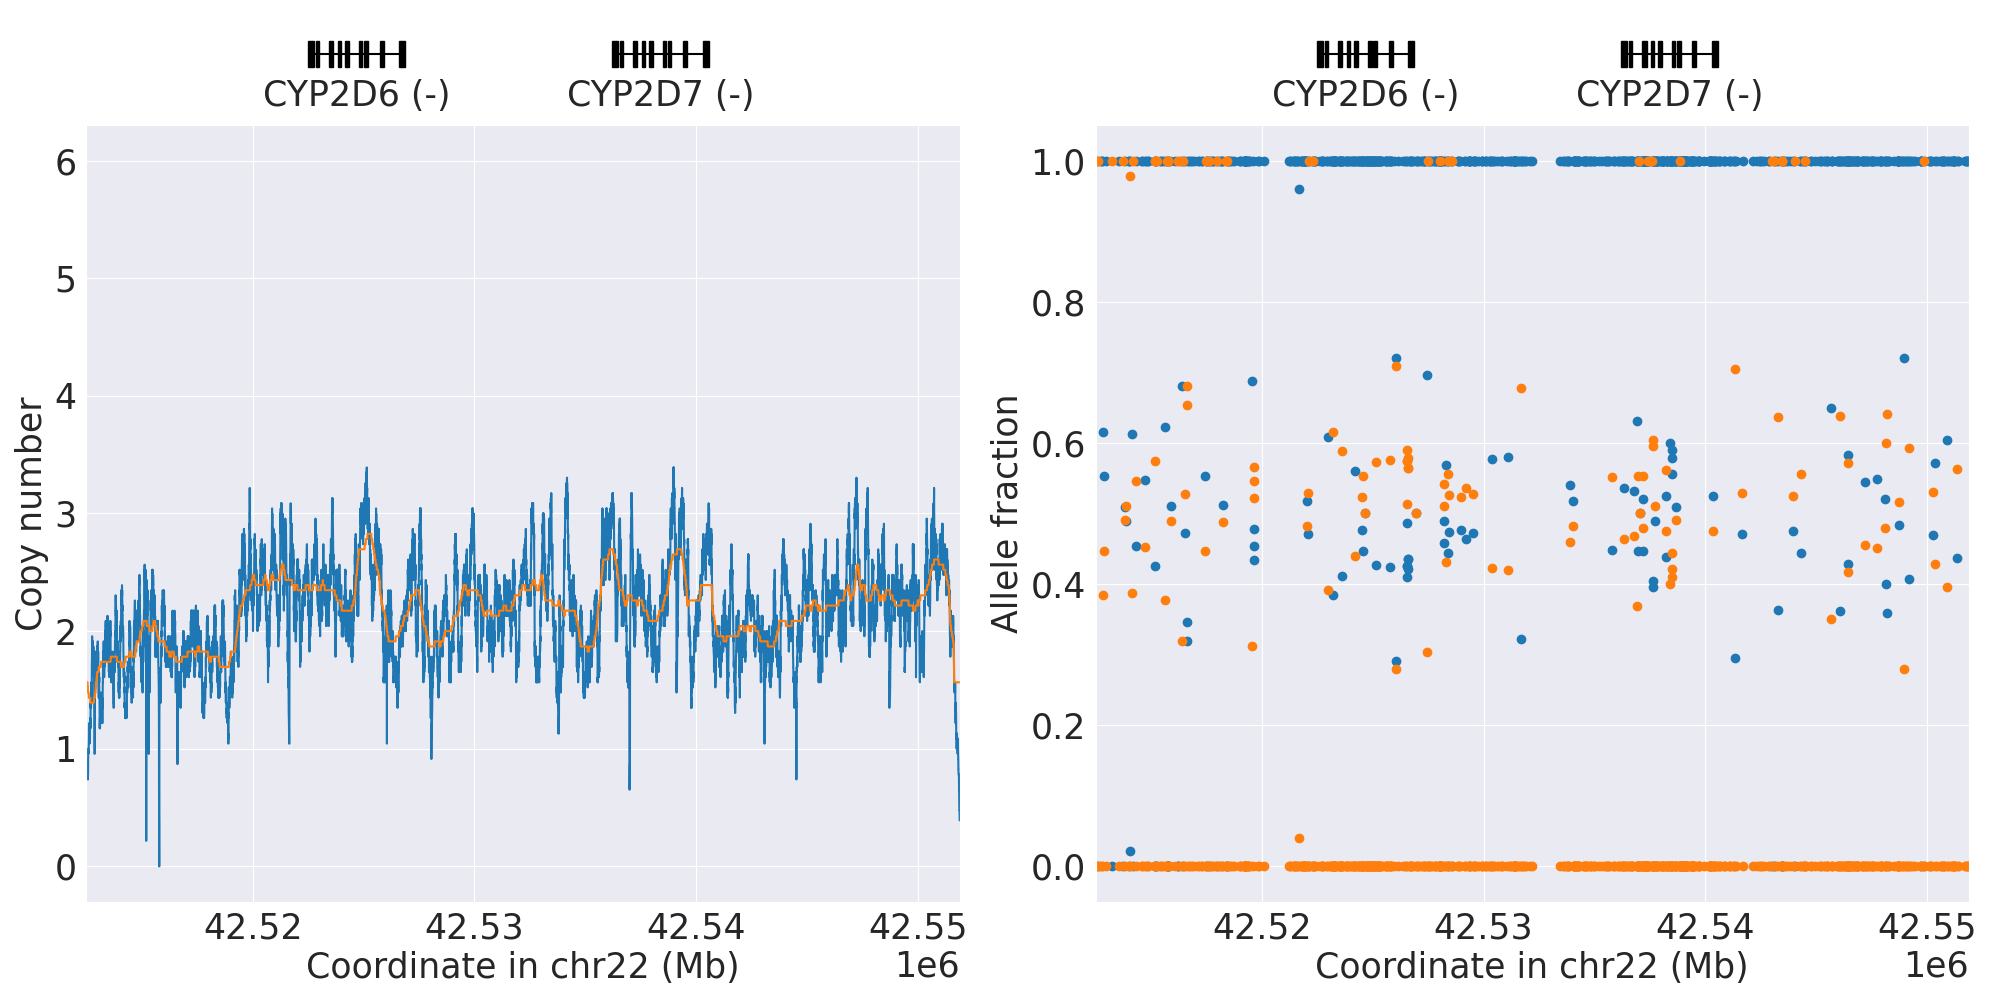 CYP2D6 (-) CYP2D7 (-)
6
5
4
3
2
1
0
Copy number
42.52 42.53 42.54 42.55
Coordinate in chr22 (Mb) 1e6
CYP2D6 (-) CYP2D7 (-)
1.0
0.8
0.6
0.4
0.2
0.0
Allele fraction
42.52 42.53 42.54 42.55
Coordinate in chr22 (Mb) 1e6